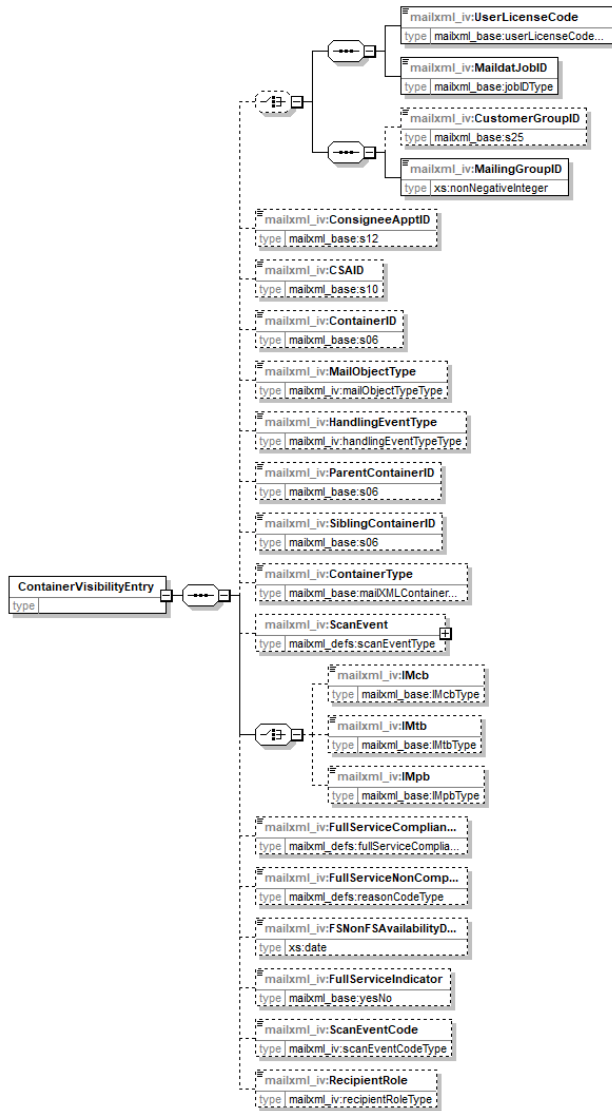 mailxml_iv:UserLicenseCode
type mailxml_base:userLicenseCode...
mailxml_iv:MaildatJobID
type mailxml_base:jobIDType
mailxml_iv:CustomerGroupID
type mailxml_base:s25
mailxml_iv:MailingGroupID
type xs:nonNegativeInteger
mailxml_iv:ConsigneeApptID
type mailxml_base:s12
mailxml_iv:CSAID
type mailxml_base:s10
mailxml_iv:ContainerID
type mailxml_base:s06
mailxml_iv:MailObjectType
type mailxml_iv:mailObjectTypeType
mailxml_iv:HandlingEventType
type mailxml_iv:handlingEventTypeType
mailxml_iv:ParentContainerID
type mailxml_base:s06
mailxml_iv:SiblingContainerID
type mailxml_base:s06
mailxml_iv:ContainerType
type mailxml_base:mailXMLContainer...
ContainerVisibilityEntry
type
mailxml_iv:ScanEvent
type mailxml_defs:scanEventType
mailxml_iv:IMcb
type mailxml_base:IMcbType
mailxml_iv:IMtb
type mailxml_base:IMtbType
mailxml_iv:IMpb
type mailxml_base:IMpbType
mailxml_iv:FullServiceComplian...
type mailxml_defs:fullServiceComplia...
mailxml_iv:FullServiceNonComp...
type mailxml_defs:reasonCodeType
mailxml_iv:FSNonFSAvailabilityD...
type xs:date
mailxml_iv:FullServiceIndicator
type mailxml_base:yesNo
mailxml_iv:ScanEventCode
type mailxml_iv:scanEventCodeType
mailxml_iv:RecipientRole
type mailxml_iv:recipientRoleType